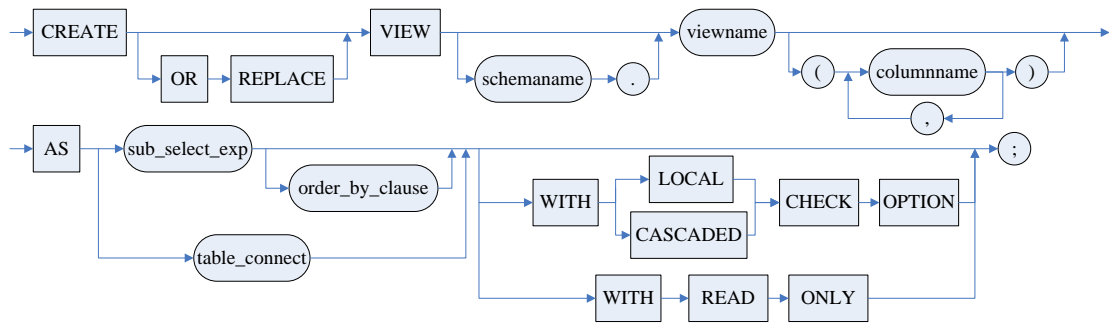 CREATE VIEW viewname
OR REPLACE schemaname . ( columnname )
,
AS sub_select_exp ;
order_by_clause WITH LOCAL CHECK OPTION
CASCADED
table_connect
WITH READ ONLY